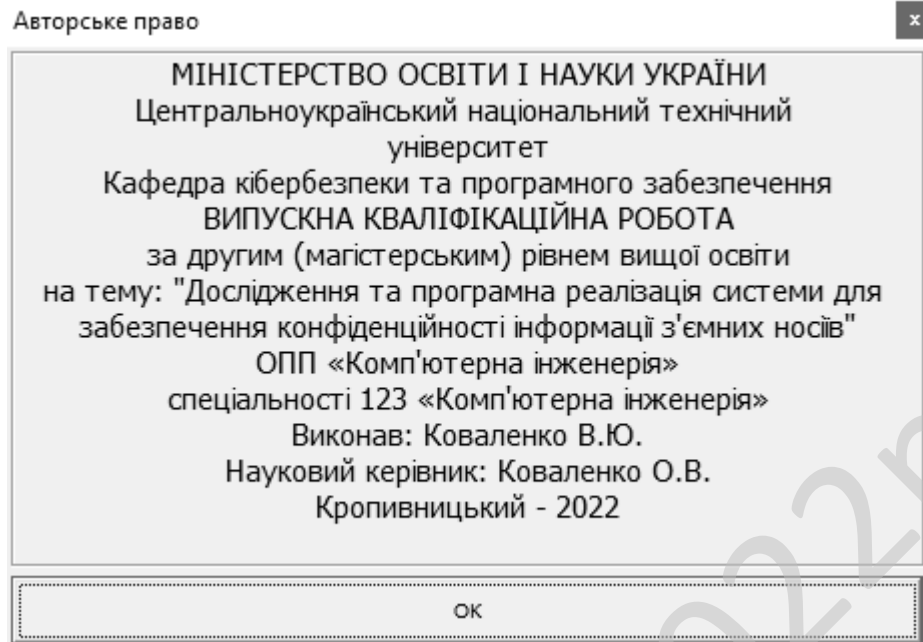 Авторське право
x
МІНІСТЕРСТВО ОСВІТИ І НАУКИ УКРАЇНИ
Центральноукраїнський національний технічний
університет
Кафедра кібербезпеки та програмного забезпечення
ВИПУСКНА КВАЛІФІКАЦІЙНА РОБОТА
за другим (магістерським) рівнем вищої освіти
на тему: "Дослідження та програмна реалізація системи для
забезпечення конфіденційності інформації з'ємних носіїв"
ОПП «Комп'ютерна інженерія»
спеціальності 123 «Комп'ютерна інженерія»
Виконав: Коваленко В.Ю.
Науковий керівник: Коваленко О.В.
Кропивницький - 2022
ОК